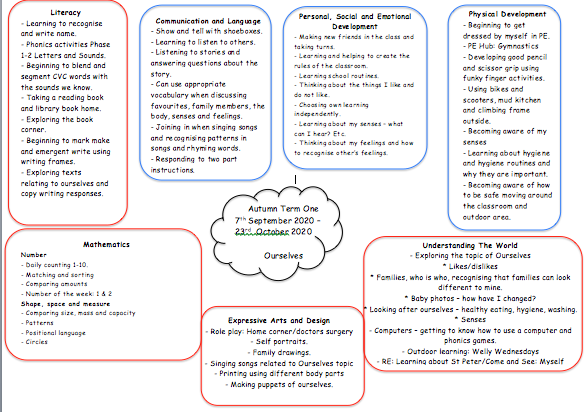 Literacy
- Learning to recognise
and write name.
- Phonics activities Phase
1-2 Letters and Sounds.
- Beginning to blend and
segment CVC words with
the sounds we know.
- Taking a reading book
and library book home.
- Exploring the book
corner.
- Beginning to mark make
and emergent write using
writing frames.
- Exploring texts
relating to ourselves and
copy writing responses.
Communication and Language
- Show and tell with shoeboxes.
- Learning to listen to others.
- Listening to stories and
answering questions about the
story.
- Can use appropriate
vocabulary when discussing
favourites, family members, the
body, senses and feelings.
- Joining in when singing songs
and recognising patterns in
songs and rhyming words.
- Responding to two part
instructions.
Personal, Social and Emotional
Development
- Making new friends in the class and
taking turns.
- Learning and helping to create the
rules of the classroom.
- Learning school routines.
- Thinking about the things I like and
do not like.
- Choosing own learning
independently.
- Learning about my senses – what
can I hear? Etc.
- Thinking about my feelings and how
to recognise other's feelings.
Physical Development
- Beginning to get
dressed by myself in PE.
- PE Hub: Gymnastics
- Developing good pencil
and scissor grip using
funky finger activities.
- Using bikes and
scooters, mud kitchen
and climbing frame
outside.
- Becoming aware of my
senses
- Learning about hygiene
and hygiene routines and
why they are important.
- Becoming aware of how
to be safe moving around
the classroom and
outdoor area.
Autumn Term One
7th September 2020 –
23rd October 2020
Ourselves
Mathematics
Number
- Daily counting 1-10.
- Matching and sorting
- Comparing amounts
- Number of the week: 1 & 2
Shape, space and measure
- Comparing size, mass and capacity
- Patterns
- Positional language
- Circles
Expressive Arts and Design
- Role play: Home corner/doctors surgery
- Self portraits.
- Family drawings.
- Singing songs related to Ourselves topic
- Printing using different body parts
- Making puppets of ourselves.
Understanding The World
- Exploring the topic of Ourselves
* Likes/dislikes
* Families, who is who, recognising that families can look
different to mine.
* Baby photos – how have I changed?
* Looking after ourselves – healthy eating, hygiene, washing.
* Senses
- Computers – getting to know how to use a computer and
phonics games.
- Outdoor learning: Welly Wednesdays
- RE: Learning about St Peter/Come and See: Myself